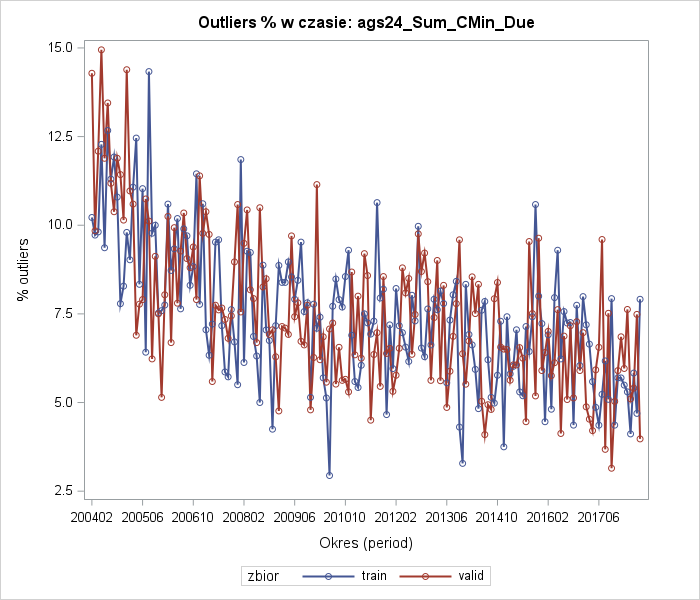 Outliers % w czasie: ags24_Sum_CMin_Due
15.0
12.5
10.0
7.5
5.0
2.5
% outliers
200402 200506 200610 200802 200906 201010 201202 201306 201410 201602 201706
Okres (period)
zbior train valid